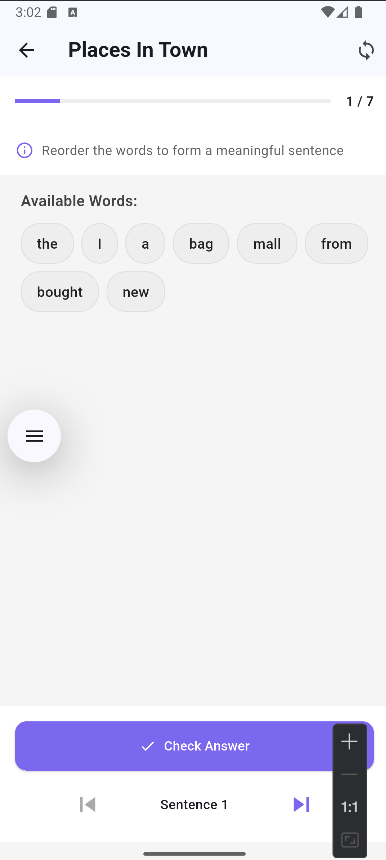 3:02 A
Places In Town
1 / 7
Reorder the words to form a meaningful sentence
Available Words:
the I a bag mall from
bought new
Check Answer
Sentence 1
1:1